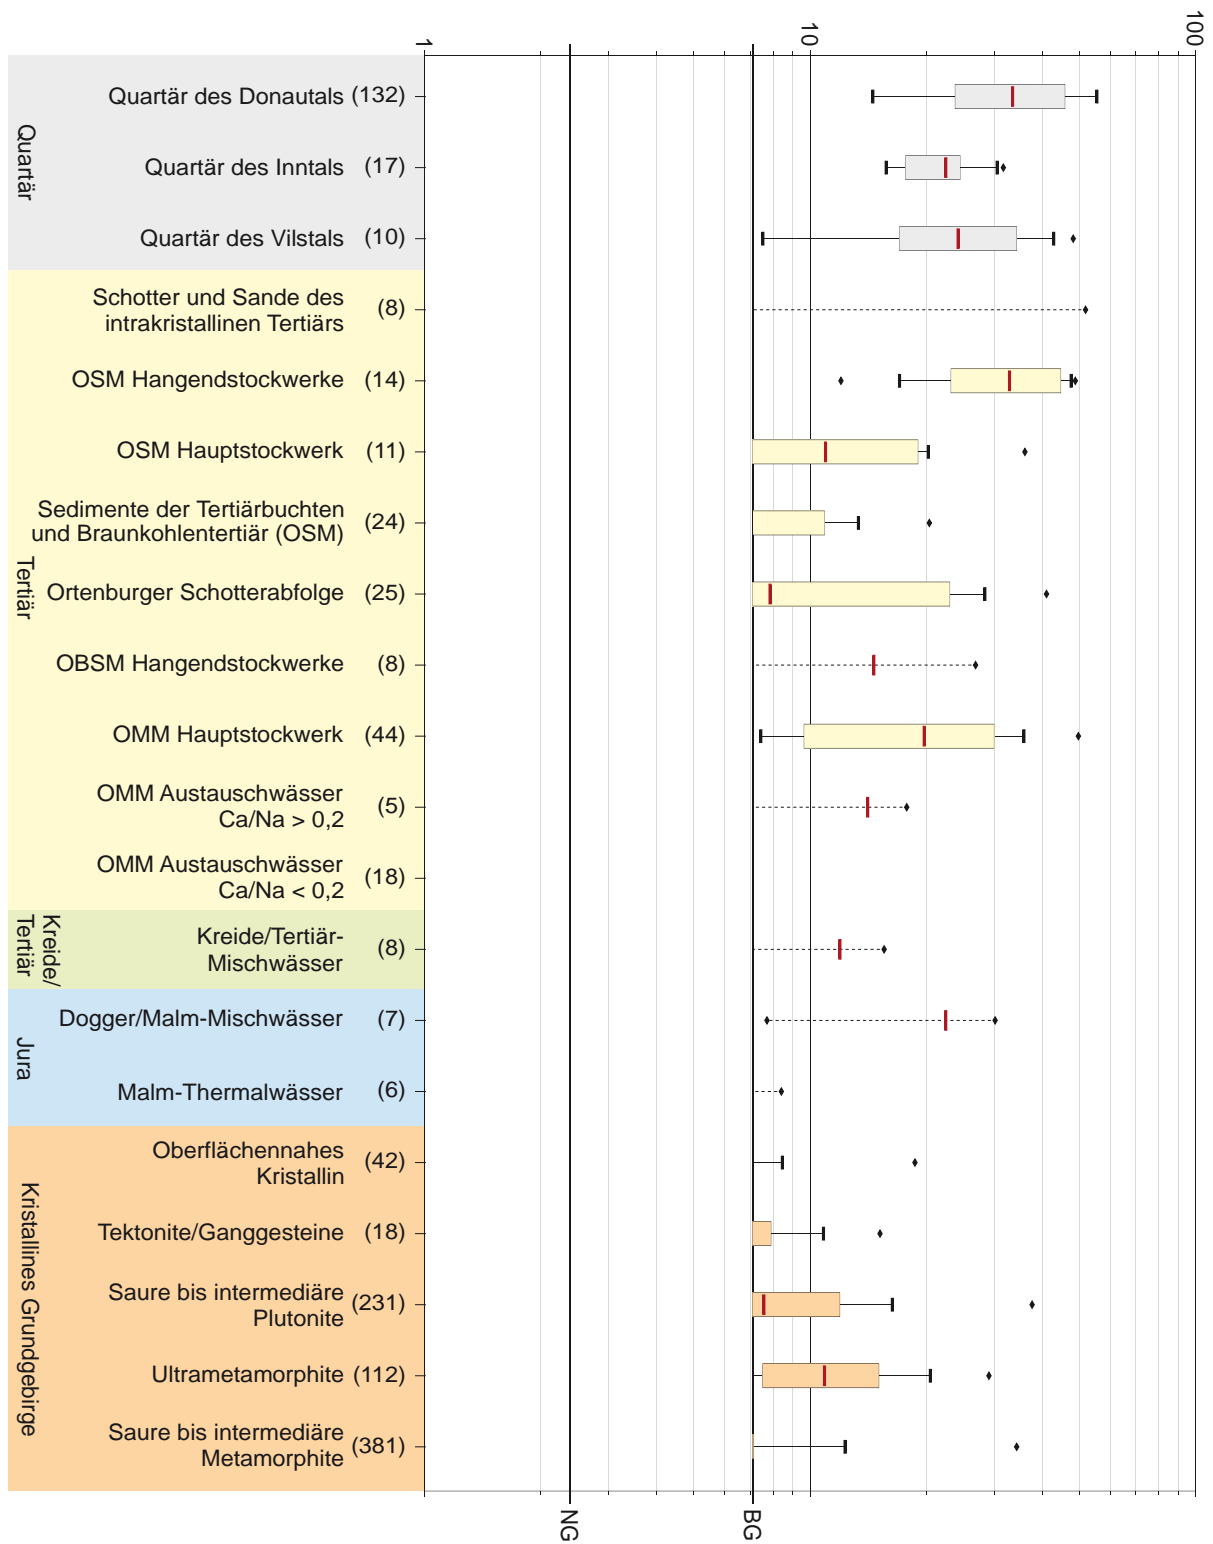 1
10
100
Quartär
Quartär des Donautals (132)
Quartär des Inntals (17)
Quartär des Vilstals (10)
Tertiär
Schotter und Sande des
intrakristallinen Tertiärs
(8)
OSM Hangendstockwerke (14)
OSM Hauptstockwerk (11)
Sedimente der Tertiärbuchten
und Braunkohlentertiär (OSM)
(24)
Ortenburger Schotterabfolge (25)
OBSM Hangendstockwerke (8)
OMM Hauptstockwerk (44)
OMM Austauschwässer
Ca/Na > 0,2
(5)
OMM Austauschwässer
Ca/Na < 0,2
(18)
Kreide/
Tertiär
Kreide/Tertiär-
Mischwässer
(8)
Jura
Dogger/Malm-Mischwässer (7)
Malm-Thermalwässer (6)
Kristallines Grundgebirge
Oberflächennahes
Kristallin
(42)
Tektonite/Ganggesteine (18)
Saure bis intermediäre
Plutonite
(231)
Ultrametamorphite (112)
Saure bis intermediäre
Metamorphite
(381)
NG
BG